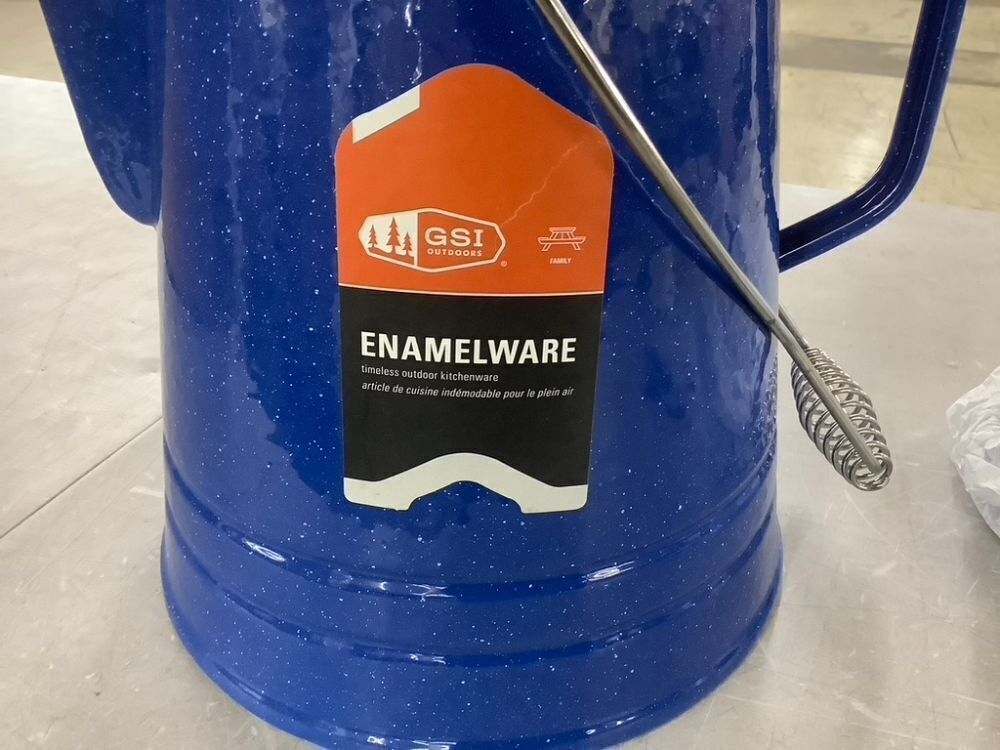 GSI
OUTDOORS
®
FAMILY
ENAMELWARE
timeless outdoor kitchenware
article de cuisine indémodable pour le plein air